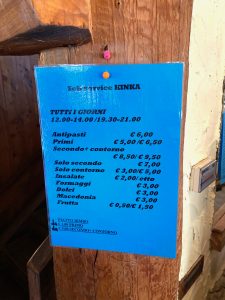 Self service KINKA
TUTTI I GIORNI
12.00-14.00 /19.30-21.00
Antipasti € 6,00
Primi € 5,00/€ 6,50
Secondo+ contorno
€ 8,50/€ 9,50
Solo secondo € 7,00
Solo contorno € 3,00/€ 5,00
Insalate € 2,00/etto
Formaggi € 3,00
Dolci € 3,00
Macedonia € 3,00
Frutta € 0,50/€ 1,50